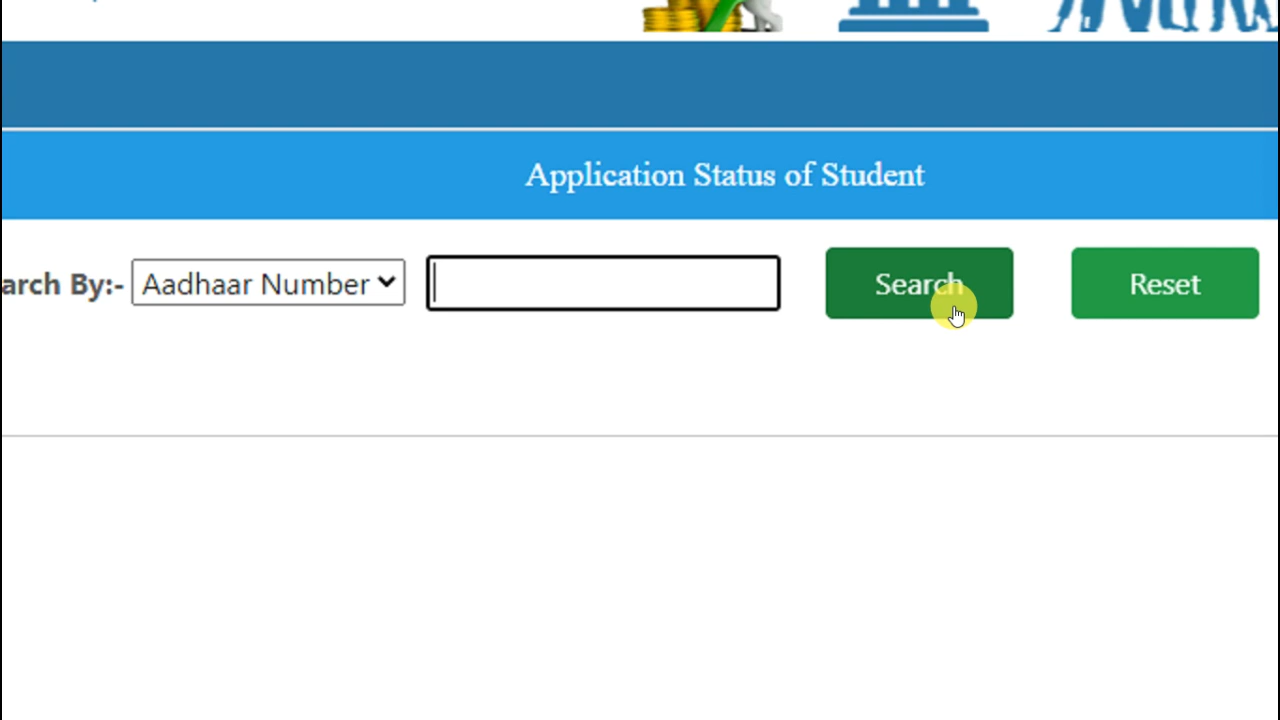 Application Status of Student
arch By:- Aadhaar Number Search Reset